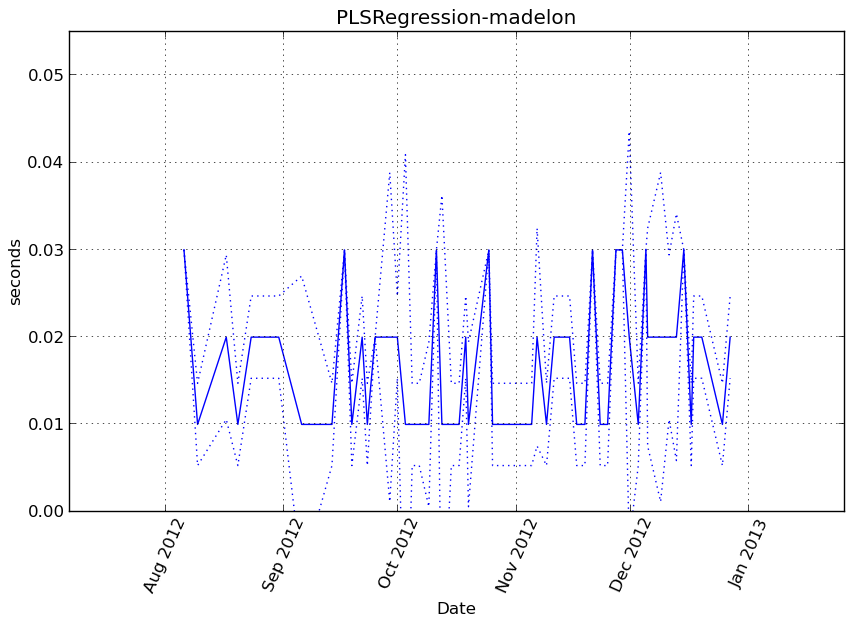 PLSRegression-madelon
0.05
0.04
0.03
0.02
0.01
0.00
seconds
Aug 2012
Sep 2012
Oct 2012
Nov 2012
Dec 2012
Jan 2013
Date